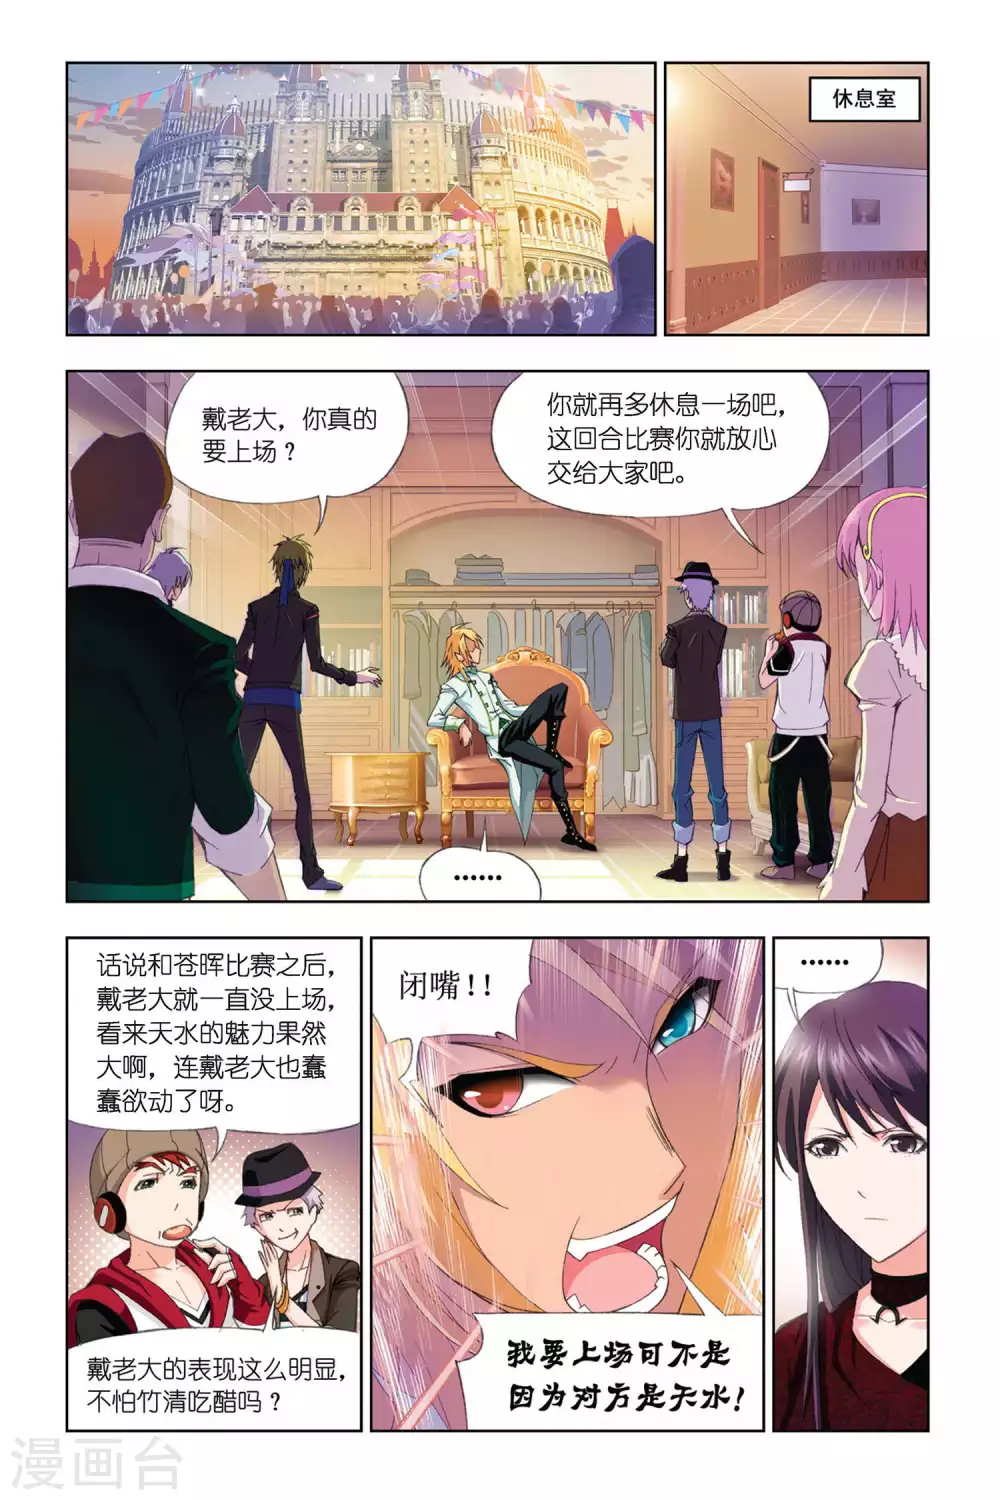 休息室
戴老大，你真的
要上场？
你就再多休息一场吧，
这回合比赛你就放心
交给大家吧。
……
话说和苍晖比赛之后，
戴老大就一直没上场，
看来天水的魅力果然
大啊，连戴老大也蠢
蠢欲动了呀。
戴老大的表现这么明显，
不怕竹清吃醋吗？
闭嘴！！
我要上场可不是
因为对方是天水！
……
漫画台